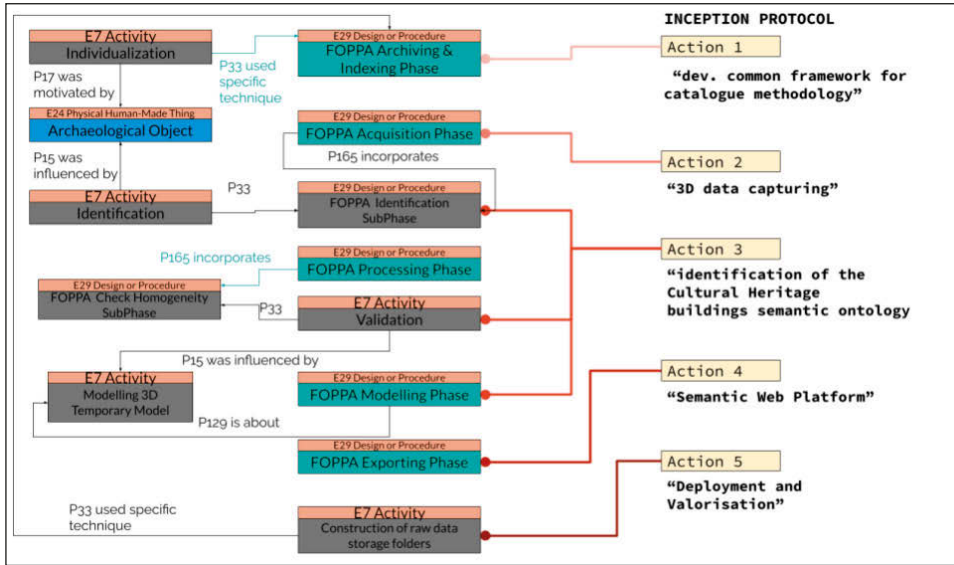 E7 Activity
Individualization
P17 was
motivated by
E24 Physical Human-Made Thing
Archaeological Object
P15 was
influenced by
E7 Activity
Identification
P33 used
specific
technique
P33
E29 Design or Procedure
FOPPA Archiving &
Indexing Phase
E29 Design or Procedure
FOPPA Acquisition Phase
P165 incorporates
E29 Design or Procedure
FOPPA Identification
SubPhase
P165 incorporates
E29 Design or Procedure
FOPPA Processing Phase
E29 Design or Procedure
FOPPA Check Homogeneity
SubPhase
P33
E7 Activity
Validation
P15 was influenced by
E7 Activity
Modelling 3D
Temporary Model
E29 Design or Procedure
FOPPA Modelling Phase
P129 is about
E29 Design or Procedure
FOPPA Exporting Phase
P33 used specific
technique
E7 Activity
Construction of raw data
storage folders
INCEPTION PROTOCOL
Action 1
“dev. common framework for
catalogue methodology”
Action 2
“3D data capturing”
Action 3
“identification of the
Cultural Heritage
buildings semantic ontology
Action 4
“Semantic Web Platform”
Action 5
“Deployment and
Valorisation”